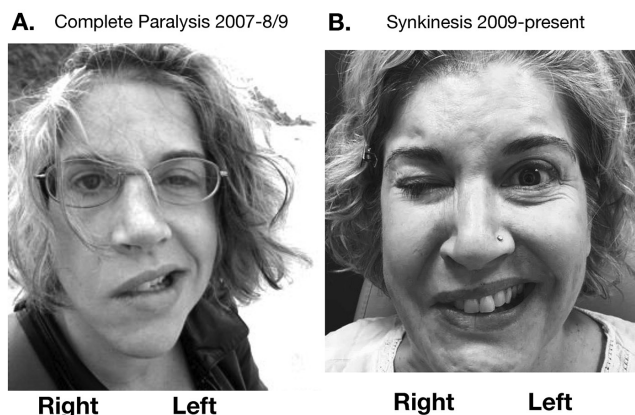 A. Complete Paralysis 2007-8/9
B. Synkinesis 2009-present
Right Left
Right Left